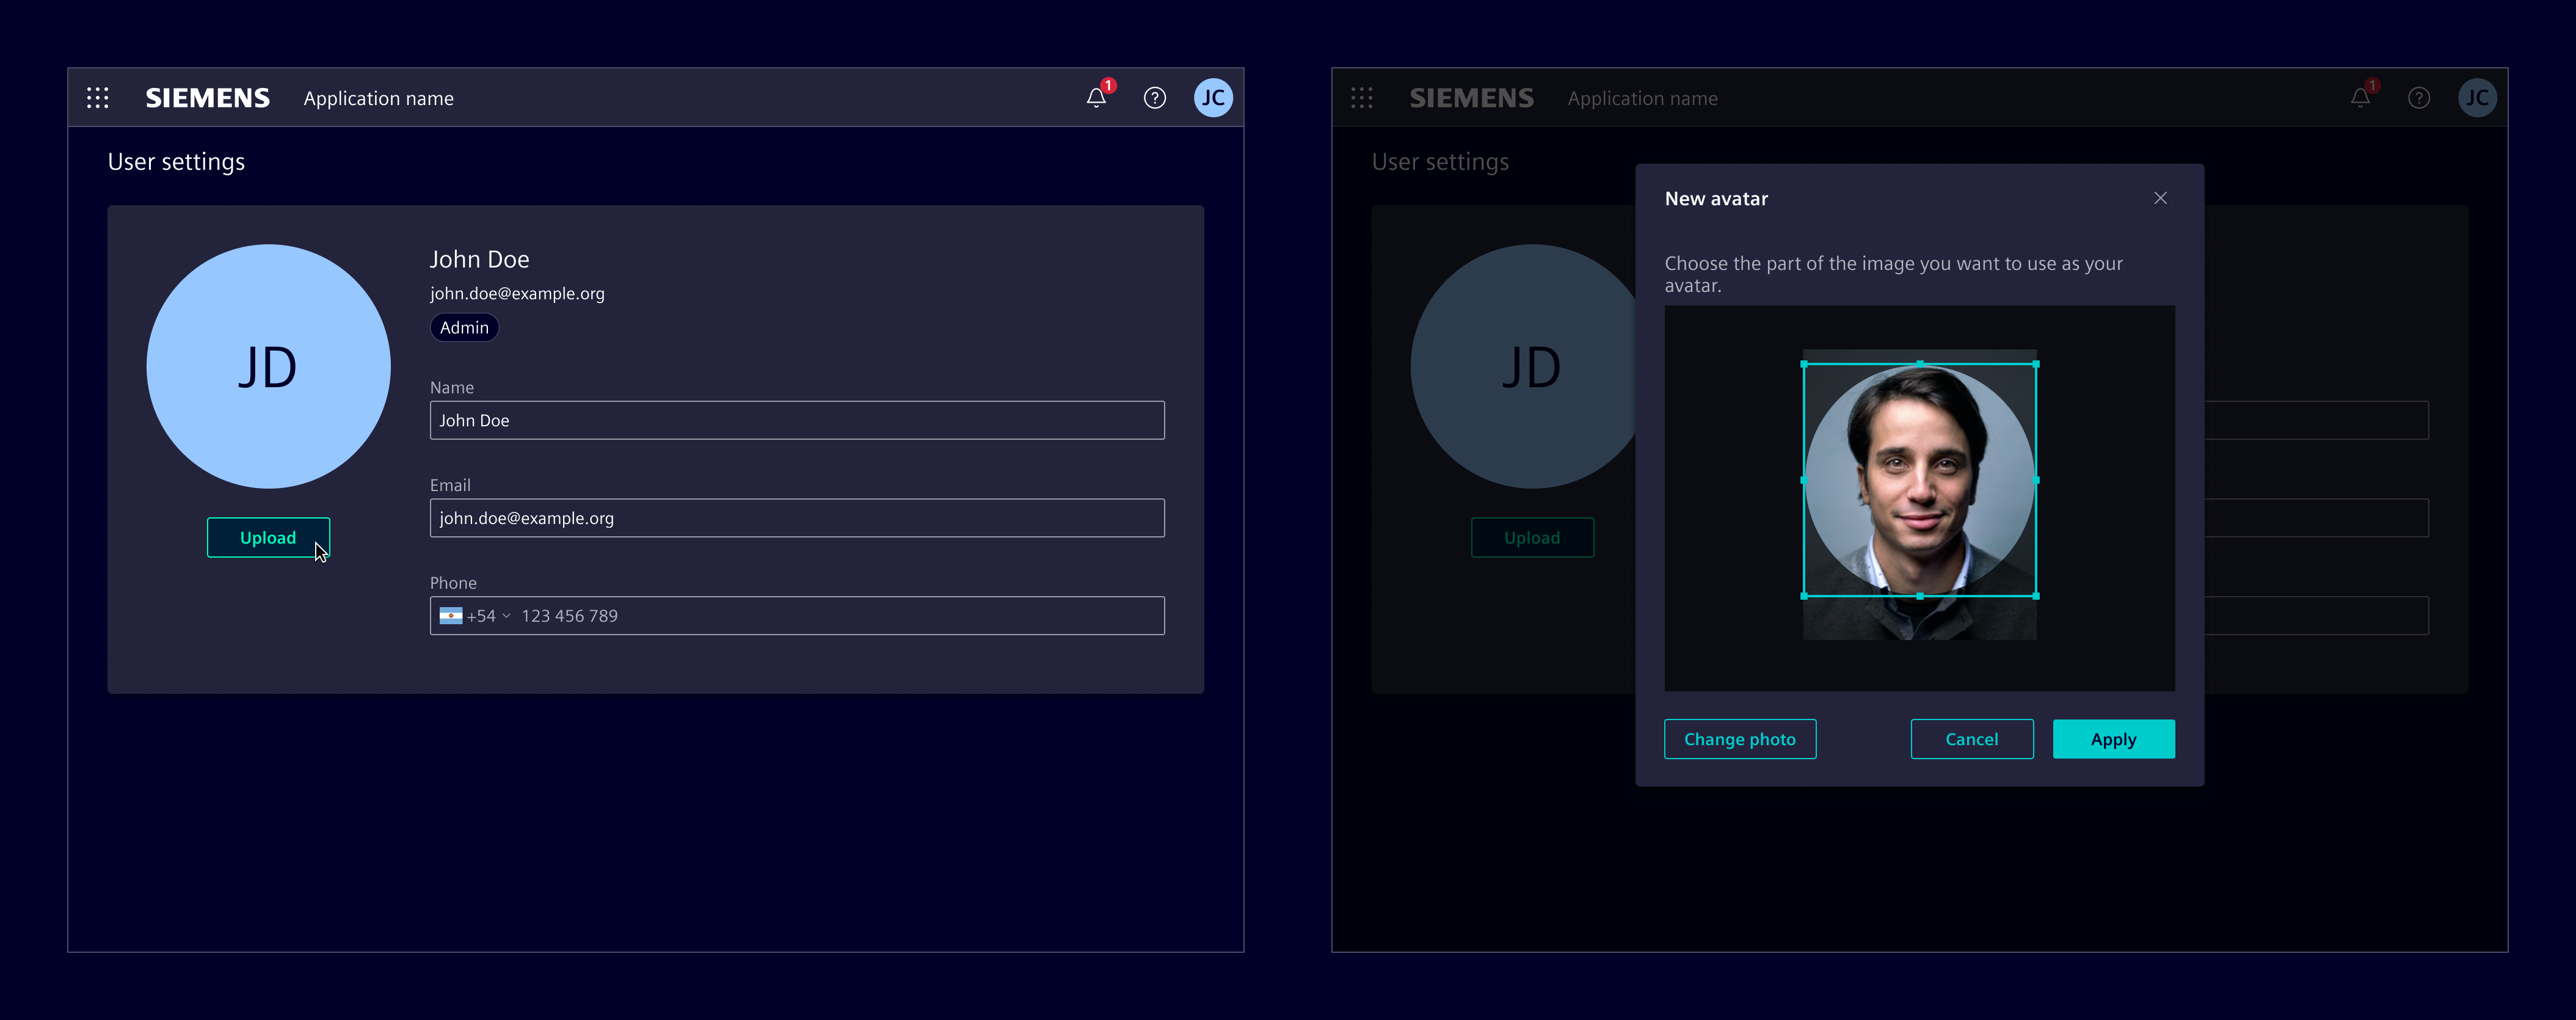 SIEMENS Application name 1 ? JC
User settings
JD
John Doe
john.doe@example.org
Admin
Name
John Doe
Email
john.doe@example.org
Upload
Phone
+54 123 456 789
SIEMENS Application name 1 ? JC
User settings
JD
Upload
New avatar
Choose the part of the image you want to use as your
avatar.
Change photo Cancel Apply